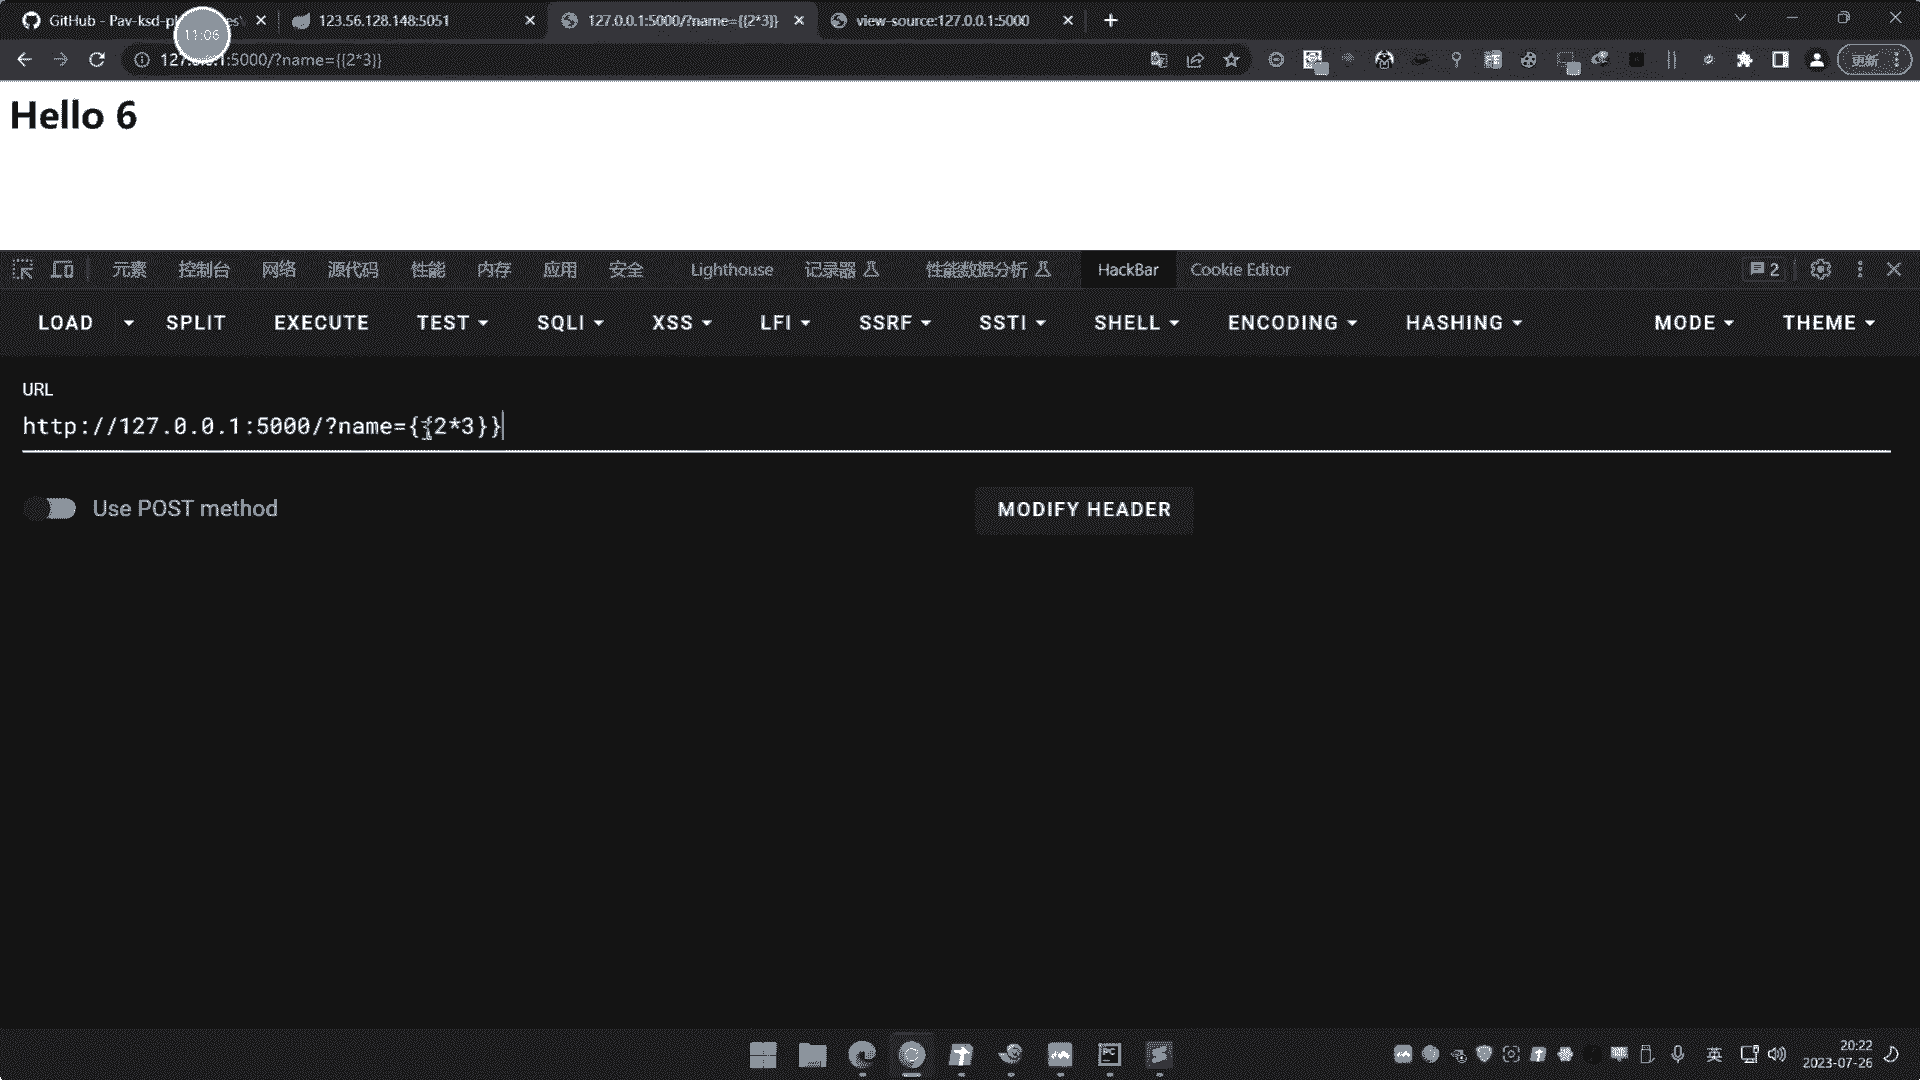 GitHub - Pav-ksd-pl
123.56.128.148:5051
127.0.0.1:5000/?name={{2*3}}
view-source:127.0.0.1:5000
11:06
127.0.0.1:5000/?name={{2*3}}
更新
Hello 6
元素 控制台 网络 源代码 性能 内存 应用 安全 Lighthouse 记录器 性能数据分析 HackBar Cookie Editor 2
LOAD SPLIT EXECUTE TEST SQLI XSS LFI SSRF SSTI SHELL ENCODING HASHING MODE THEME
URL
http://127.0.0.1:5000/?name={{2*3}}
Use POST method MODIFY HEADER
英
20:22
2023-07-26